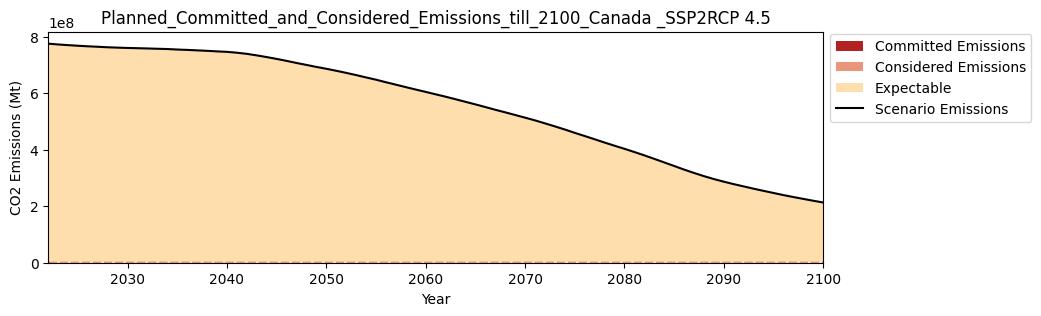 Planned_Committed_and_Considered_Emissions_till_2100_Canada _SSP2RCP 4.5
1e8
8
6
4
2
0
CO2 Emissions (Mt)
2030 2040 2050 2060 2070 2080 2090 2100
Year
Committed Emissions
Considered Emissions
Expectable
Scenario Emissions